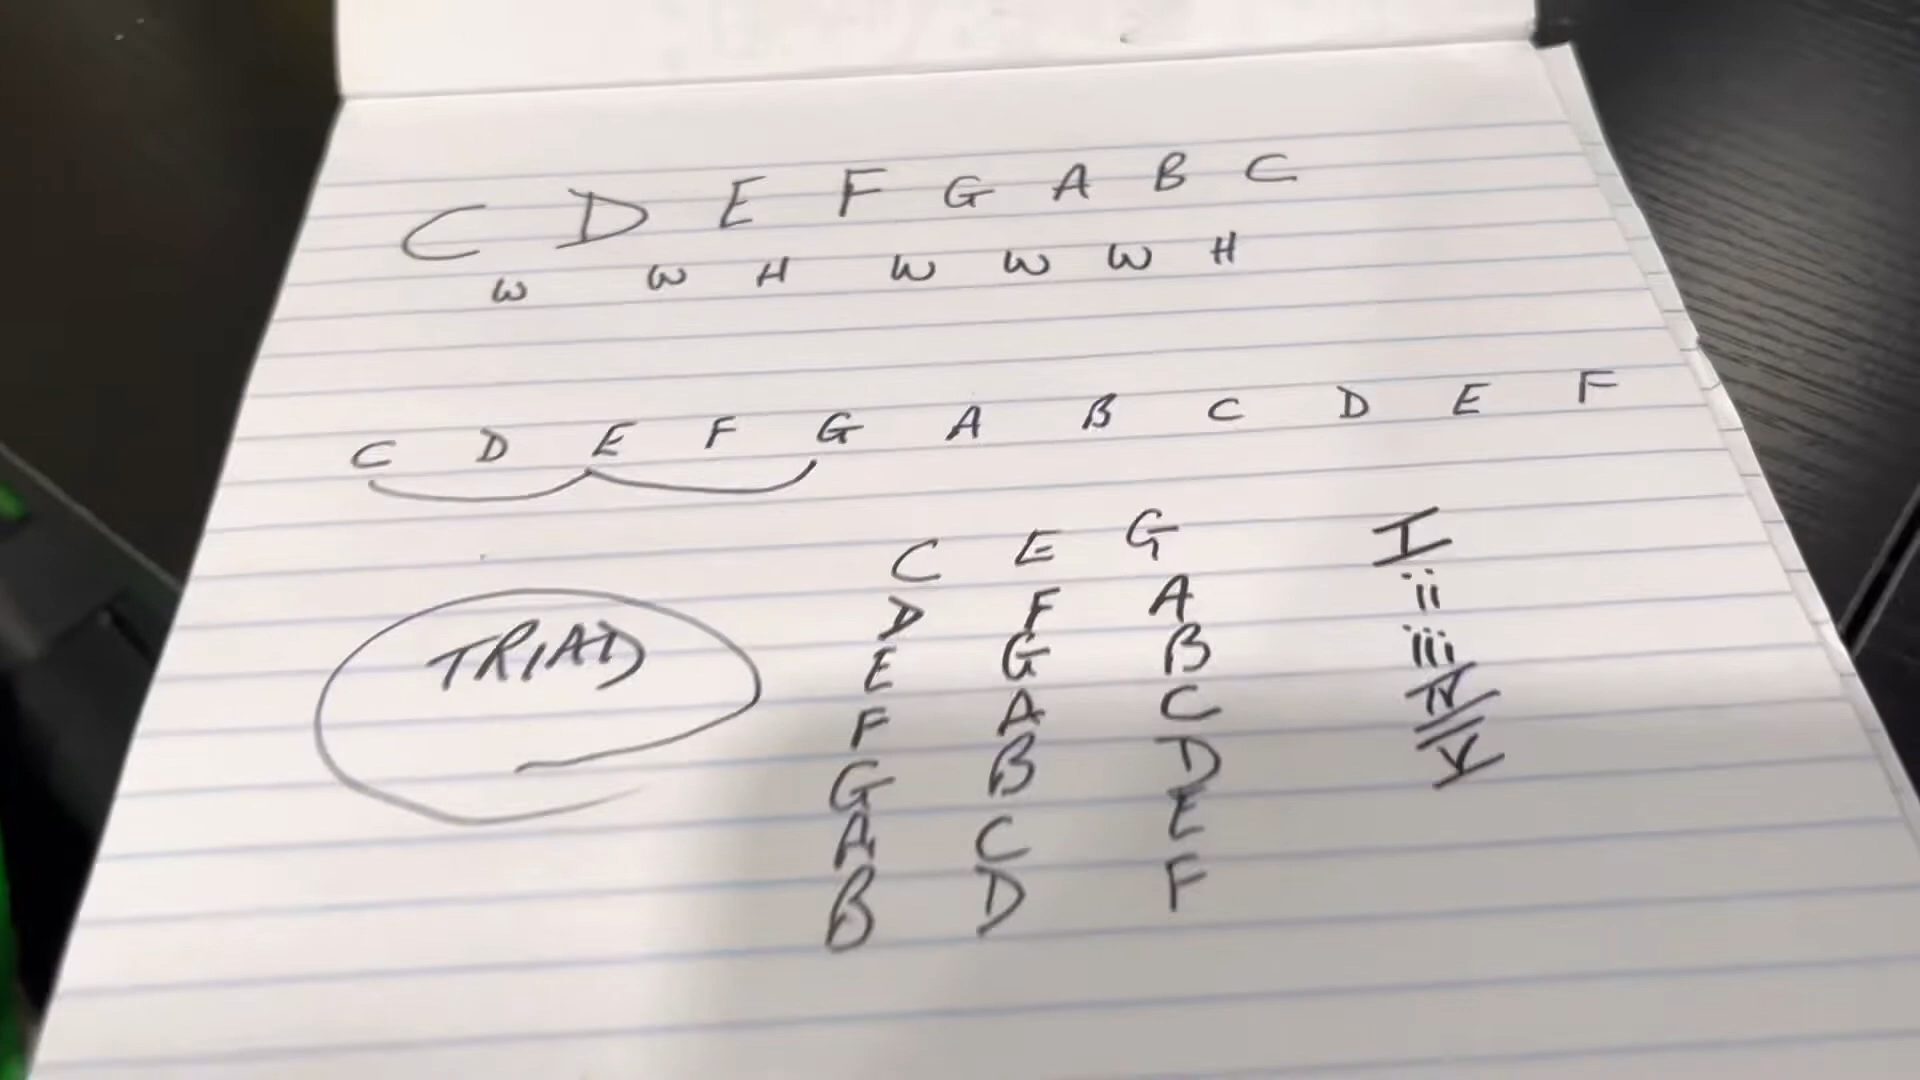 C D E F G A B C
W W H W W W H
C D E F G A B C D E F
C E G I
D F A ii
TRIAD
E G B iii
F A C IV
G B D V
A C E
B D F